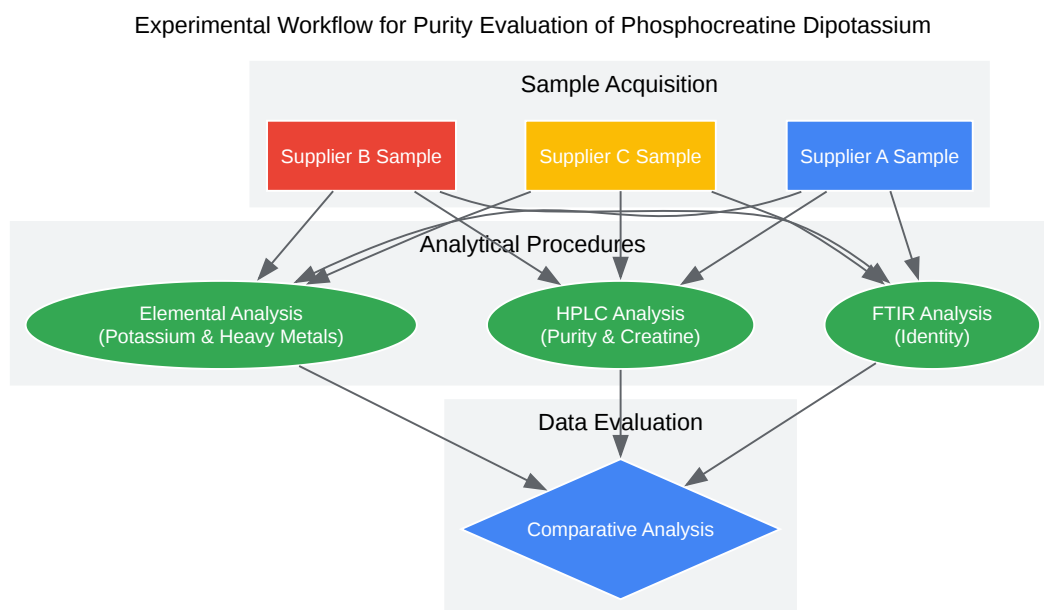 Experimental Workflow for Purity Evaluation of Phosphocreatine Dipotassium
Sample Acquisition
Supplier B Sample
Supplier C Sample
Supplier A Sample
Analytical Procedures
Elemental Analysis
(Potassium & Heavy Metals)
HPLC Analysis
(Purity & Creatine)
FTIR Analysis
(Identity)
Data Evaluation
Comparative Analysis